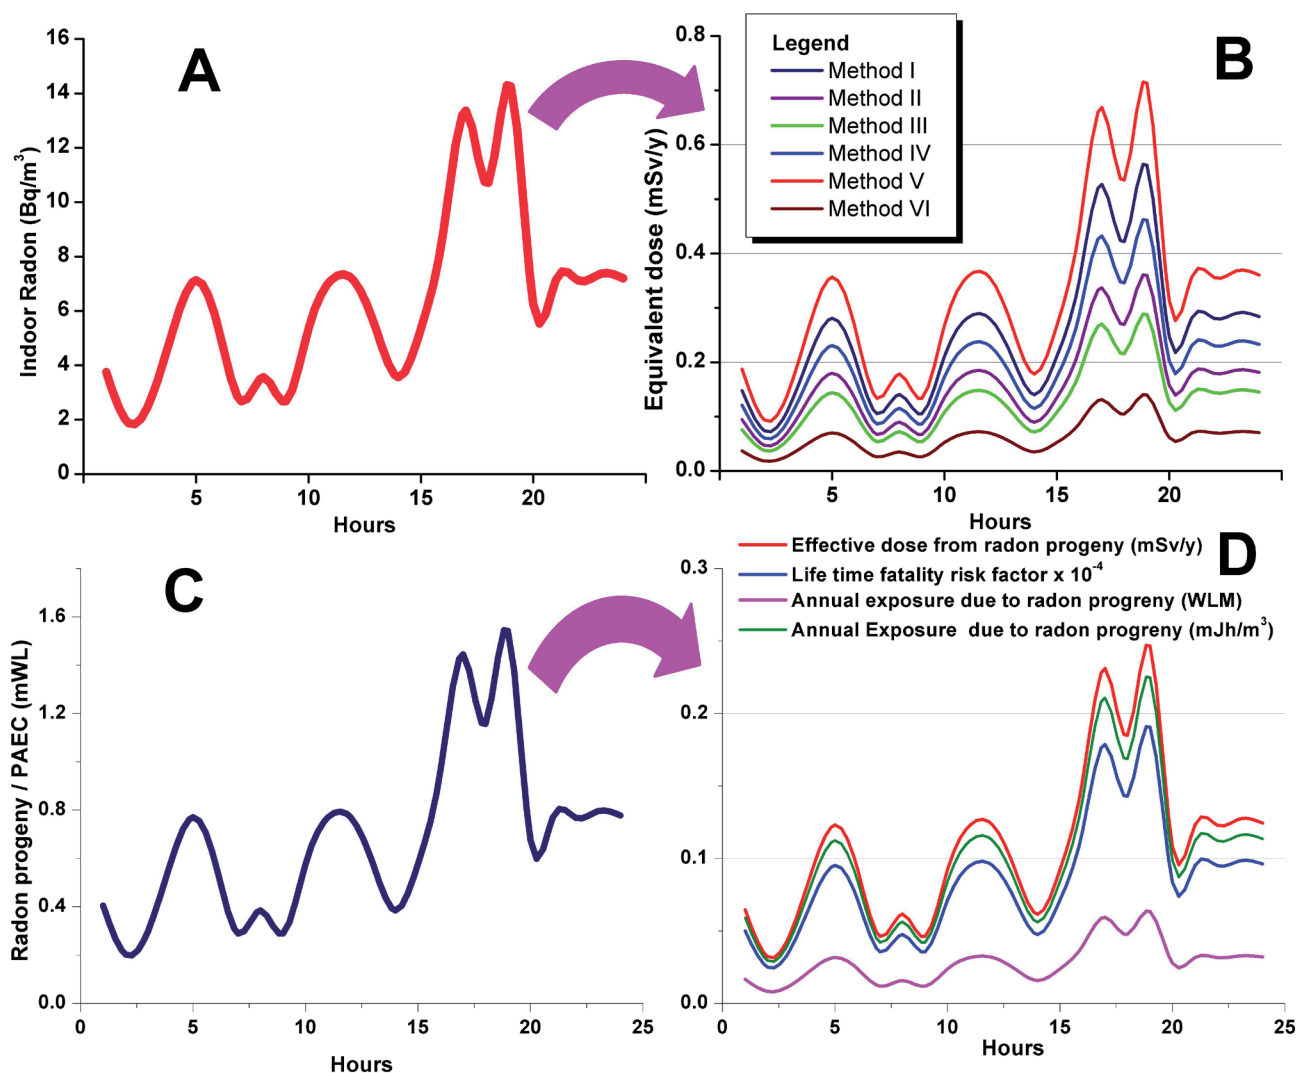 A
Indoor Radon (Bq/m³)
16
14
12
10
8
6
4
2
0
5
10
15
20
Hours
B
Equivalent dose (mSv/y)
0.8
0.6
0.4
0.2
0.0
Legend
Method I
Method II
Method III
Method IV
Method V
Method VI
5
10
15
20
Hours
C
Radon progeny / PAEC (mWL)
1.6
1.2
0.8
0.4
0.0
0
5
10
15
20
25
Hours
D
Effective dose from radon progeny (mSv/y)
Life time fatality risk factor x 10⁻⁴
Annual exposure due to radon progreny (WLM)
Annual Exposure due to radon progreny (mJh/m³)
0.3
0.2
0.1
0.0
0
5
10
15
20
25
Hours